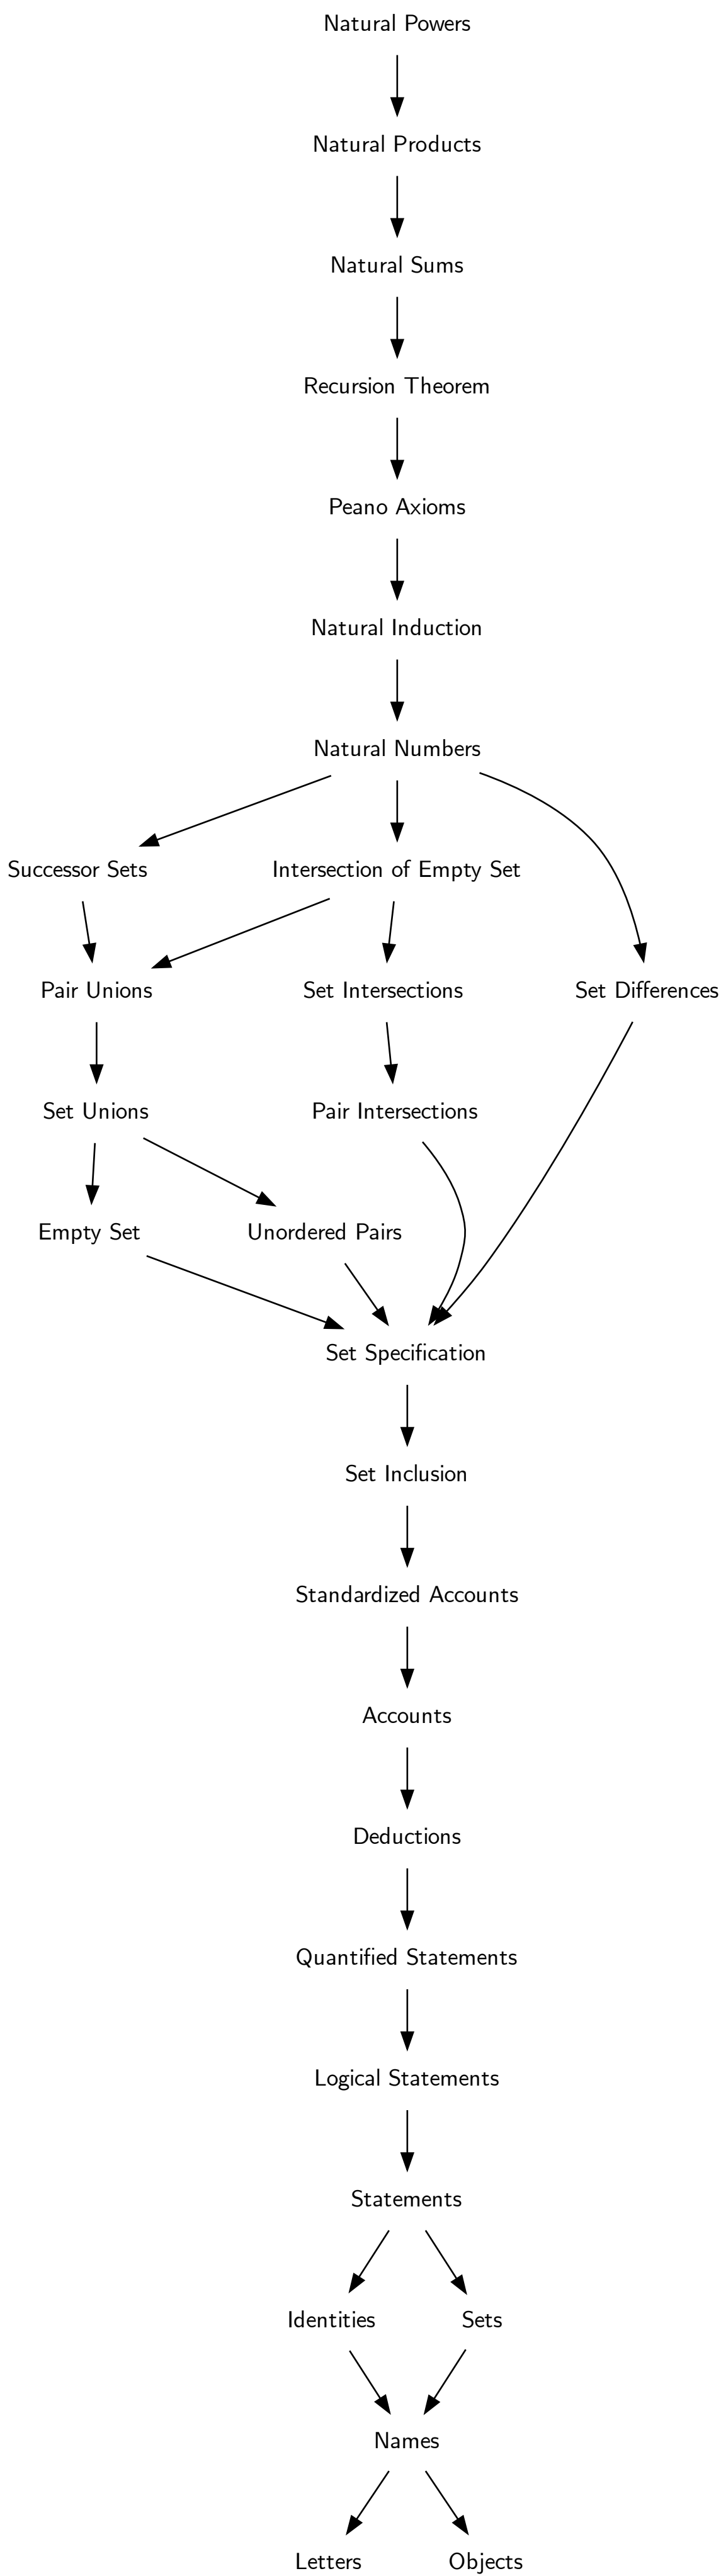 Natural Powers
Natural Products
Natural Sums
Recursion Theorem
Peano Axioms
Natural Induction
Natural Numbers
Successor Sets
Intersection of Empty Set
Pair Unions
Set Intersections
Set Differences
Set Unions
Pair Intersections
Empty Set
Unordered Pairs
Set Specification
Set Inclusion
Standardized Accounts
Accounts
Deductions
Quantified Statements
Logical Statements
Statements
Identities
Sets
Names
Letters
Objects